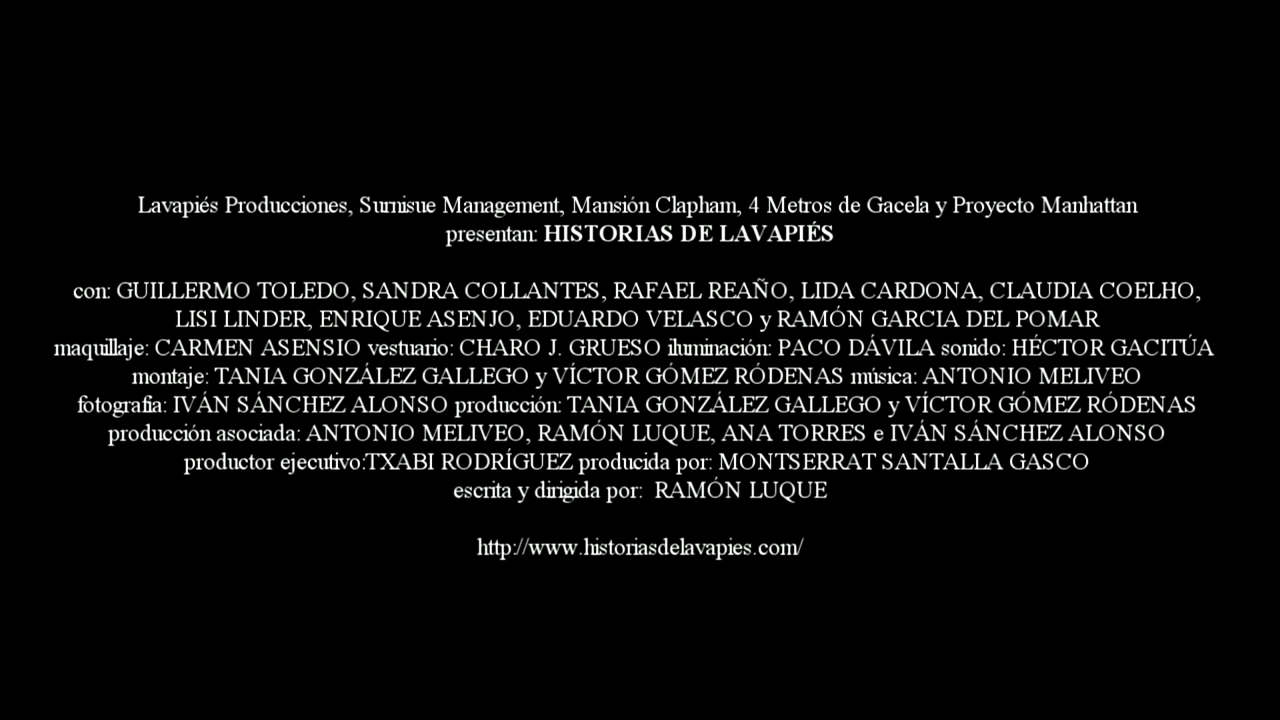 Lavapiés Producciones, Surnisue Management, Mansión Clapham, 4 Metros de Gacela y Proyecto Manhattan
presentan: HISTORIAS DE LAVAPIÉS
con: GUILLERMO TOLEDO, SANDRA COLLANTES, RAFAEL REAÑO, LIDA CARDONA, CLAUDIA COELHO,
LISI LINDER, ENRIQUE ASENJO, EDUARDO VELASCO y RAMÓN GARCIA DEL POMAR
maquillaje: CARMEN ASENSIO vestuario: CHARO J. GRUESO iluminación: PACO DÁVILA sonido: HÉCTOR GACITÚA
montaje: TANIA GONZÁLEZ GALLEGO y VÍCTOR GÓMEZ RÓDENAS música: ANTONIO MELIVEO
fotografía: IVÁN SÁNCHEZ ALONSO producción: TANIA GONZÁLEZ GALLEGO y VÍCTOR GÓMEZ RÓDENAS
producción asociada: ANTONIO MELIVEO, RAMÓN LUQUE, ANA TORRES e IVÁN SÁNCHEZ ALONSO
productor ejecutivo:TXABI RODRÍGUEZ producida por: MONTSERRAT SANTALLA GASCO
escrita y dirigida por:  RAMÓN LUQUE
http://www.historiasdelavapies.com/